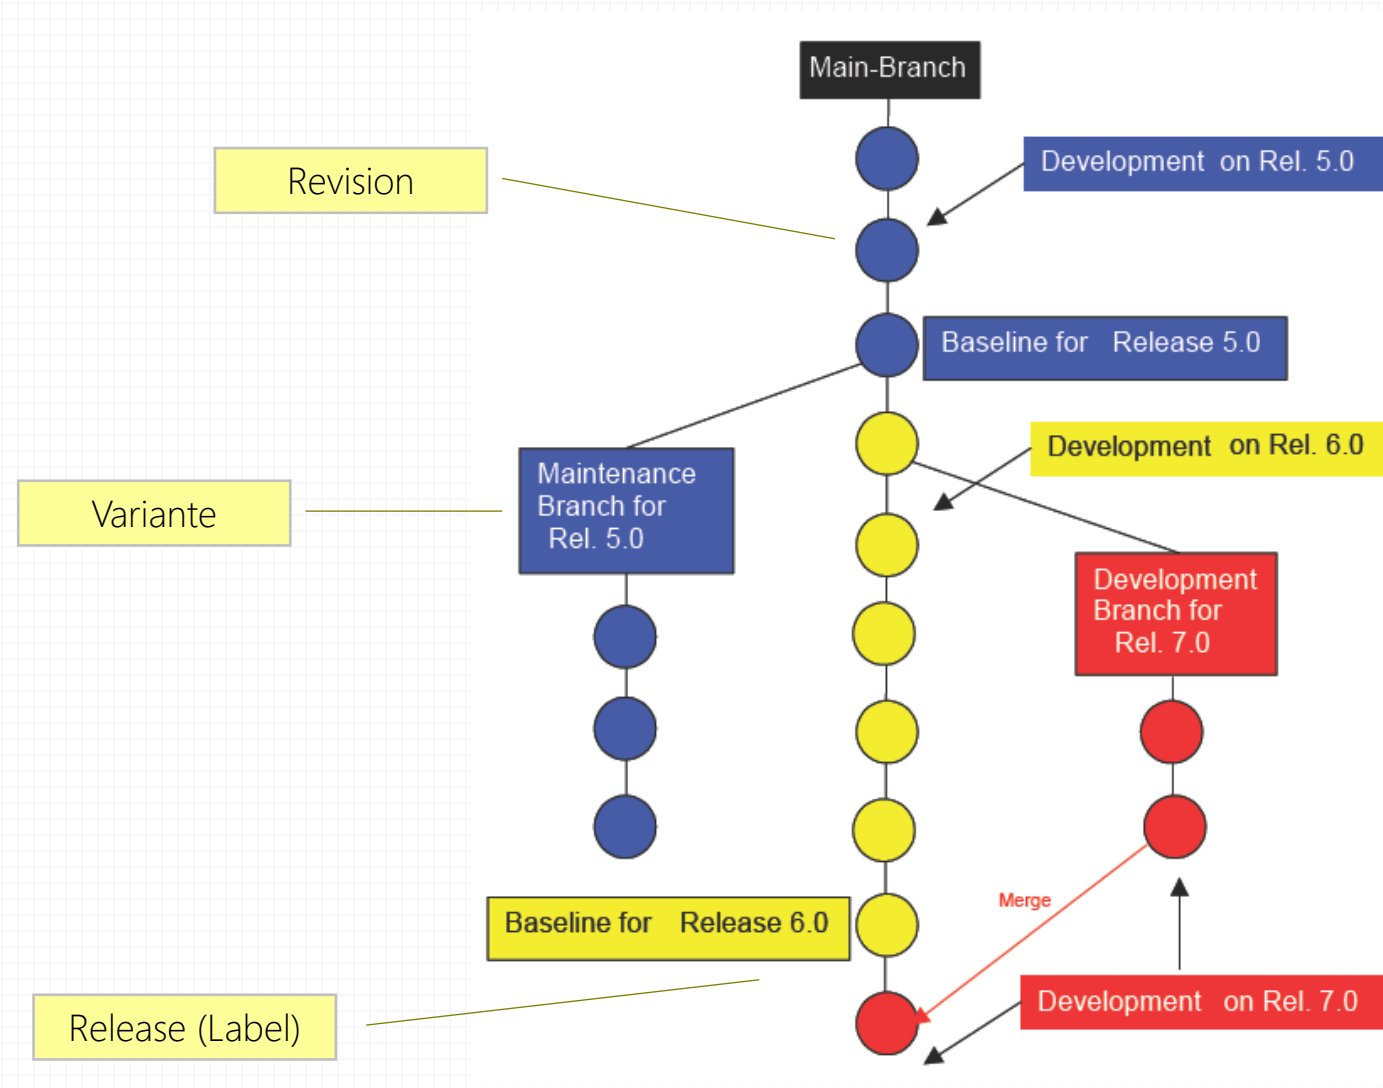 Main-Branch
Development on Rel. 5.0
Revision
Baseline for Release 5.0
Development on Rel. 6.0
Maintenance
Branch for
Rel. 5.0
Variante
Development
Branch for
Rel. 7.0
Merge
Baseline for Release 6.0
Development on Rel. 7.0
Release (Label)